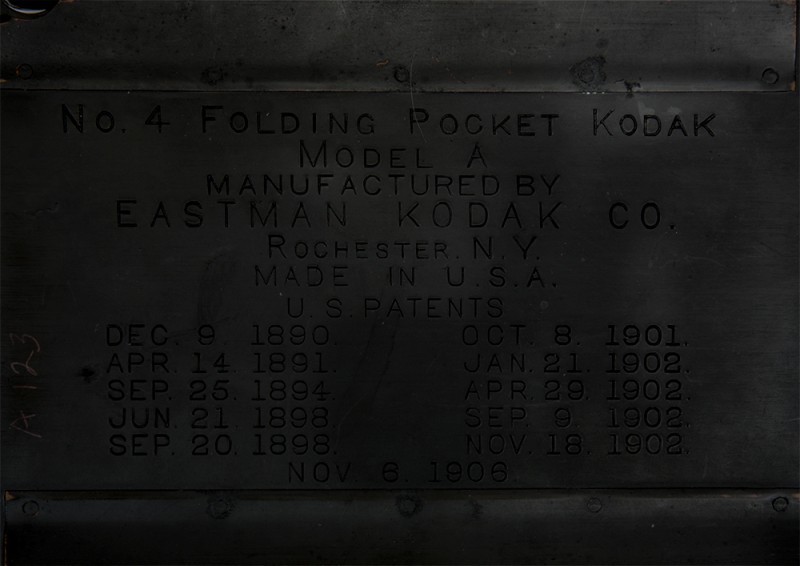 No. 4 FOLDING POCKET KODAK
MODEL A
MANUFACTURED BY
EASTMAN KODAK CO.
ROCHESTER. N.Y.
MADE IN U.S.A.
U.S. PATENTS
DEC. 9. 1890 OCT. 8. 1901.
APR. 14. 1891. JAN. 21. 1902.
SEP. 25. 1894. APR. 29. 1902.
JUN. 21 1898. SEP. 9. 1902.
SEP. 20. 1898. NOV. 18. 1902.
NOV 6. 1906
A 123